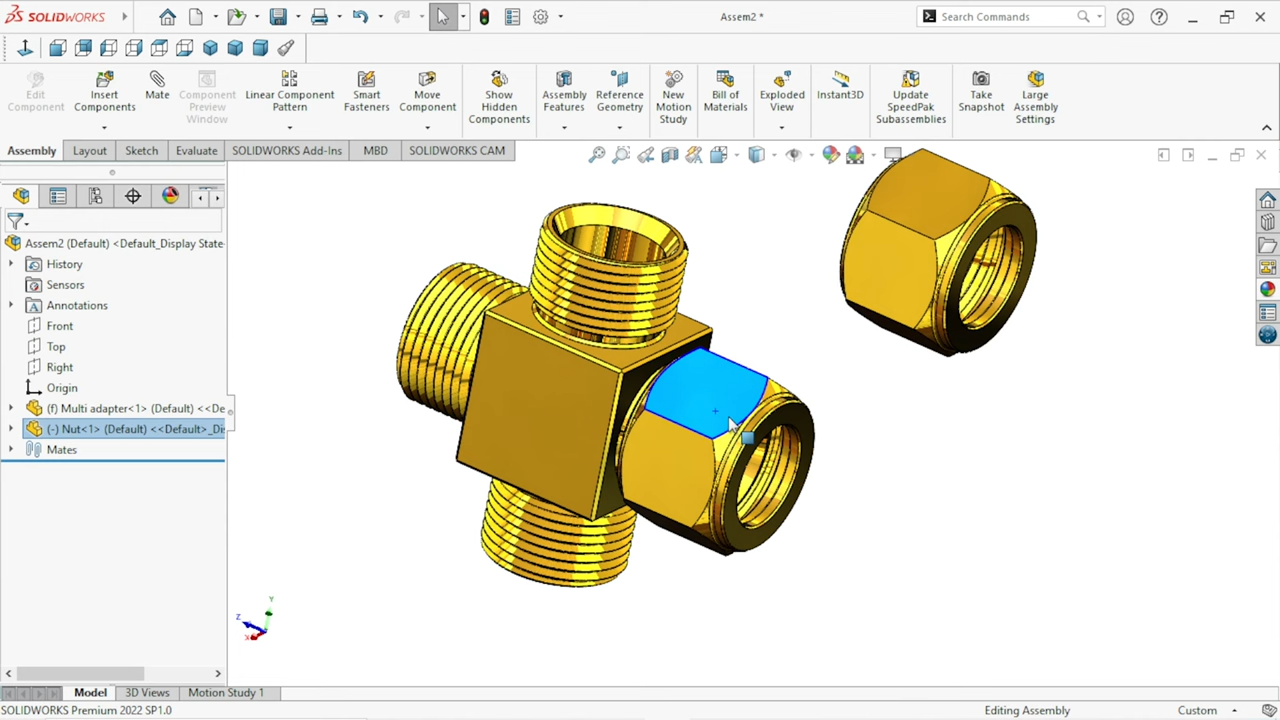 SOLIDWORKS
Assem2 *
Search Commands
Edit Component
Insert Components
Mate
Component Preview Window
Linear Component Pattern
Smart Fasteners
Move Component
Show Hidden Components
Assembly Features
Reference Geometry
New Motion Study
Bill of Materials
Exploded View
Instant3D
Update SpeedPak Subassemblies
Take Snapshot
Large Assembly Settings
Assembly
Layout
Sketch
Evaluate
SOLIDWORKS Add-Ins
MBD
SOLIDWORKS CAM
Assem2 (Default) <Default_Display State-
History
Sensors
Annotations
Front
Top
Right
Origin
(f) Multi adapter<1> (Default) <<De
(-) Nut<1> (Default) <<Default>_Dis
Mates
Y
Z
X
Model
3D Views
Motion Study 1
SOLIDWORKS Premium 2022 SP1.0
Editing Assembly
Custom